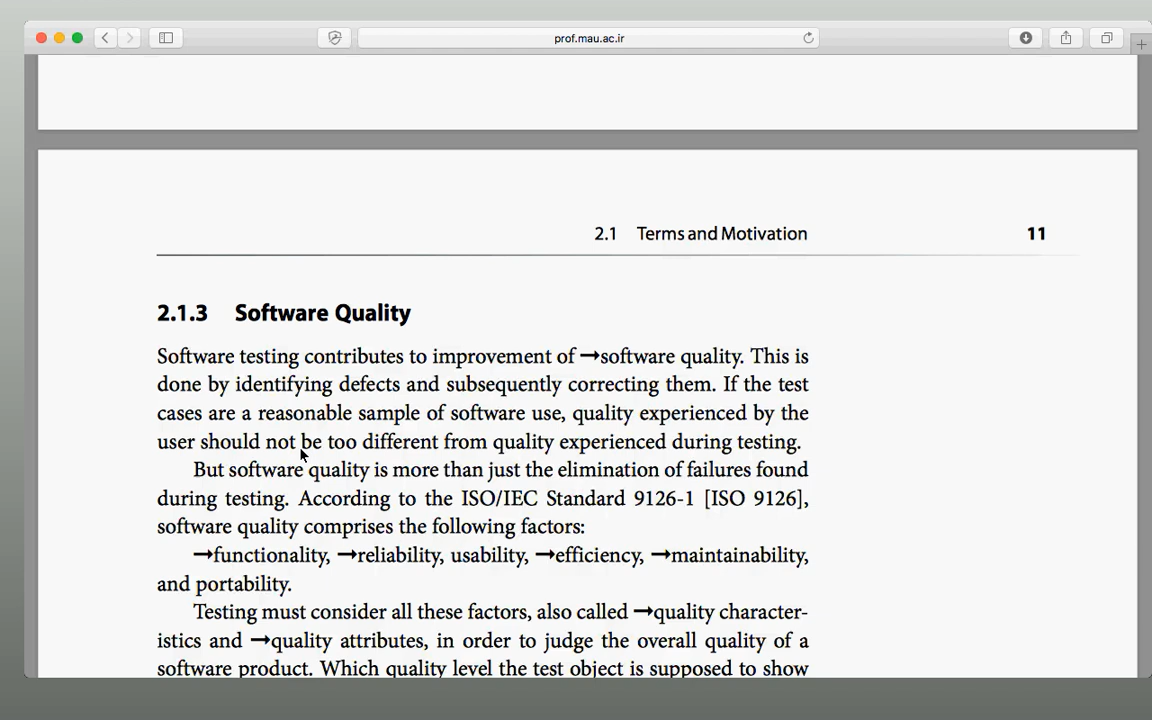 prof.mau.ac.ir
2.1 Terms and Motivation 11
2.1.3 Software Quality
Software testing contributes to improvement of →software quality. This is
done by identifying defects and subsequently correcting them. If the test
cases are a reasonable sample of software use, quality experienced by the
user should not be too different from quality experienced during testing.
But software quality is more than just the elimination of failures found
during testing. According to the ISO/IEC Standard 9126-1 [ISO 9126],
software quality comprises the following factors:
→functionality, →reliability, usability, →efficiency, →maintainability,
and portability.
Testing must consider all these factors, also called →quality character-
istics and →quality attributes, in order to judge the overall quality of a
software product. Which quality level the test object is supposed to show